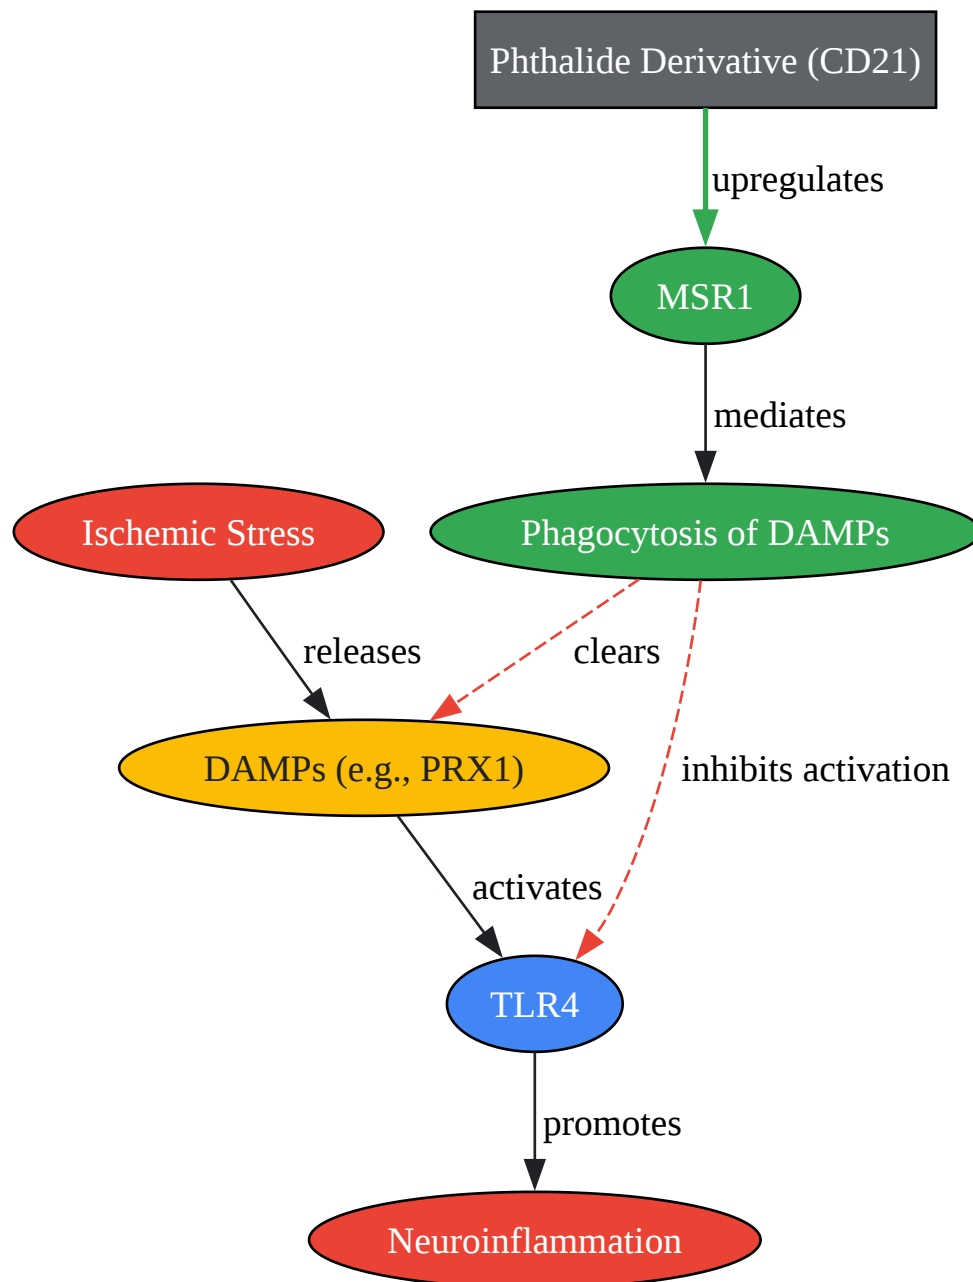 Phthalide Derivative (CD21)
upregulates
MSR1
mediates
Ischemic Stress
Phagocytosis of DAMPs
releases
clears
DAMPs (e.g., PRX1)
inhibits activation
activates
TLR4
promotes
Neuroinflammation